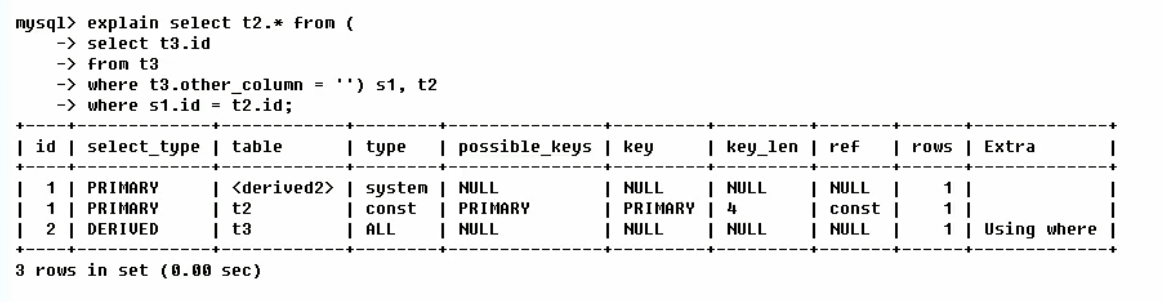 mysql> explain select t2.* from (
    -> select t3.id
    -> from t3
    -> where t3.other_column = '') s1, t2
    -> where s1.id = t2.id;
+----+-------------+------------+--------+---------------+---------+---------+-------+------+-------------+
| id | select_type | table      | type   | possible_keys | key     | key_len | ref   | rows | Extra       |
+----+-------------+------------+--------+---------------+---------+---------+-------+------+-------------+
|  1 | PRIMARY     | <derived2> | system | NULL          | NULL    | NULL    | NULL  |    1 |             |
|  1 | PRIMARY     | t2         | const  | PRIMARY       | PRIMARY | 4       | const |    1 |             |
|  2 | DERIVED     | t3         | ALL    | NULL          | NULL    | NULL    | NULL  |    1 | Using where |
+----+-------------+------------+--------+---------------+---------+---------+-------+------+-------------+
3 rows in set (0.00 sec)